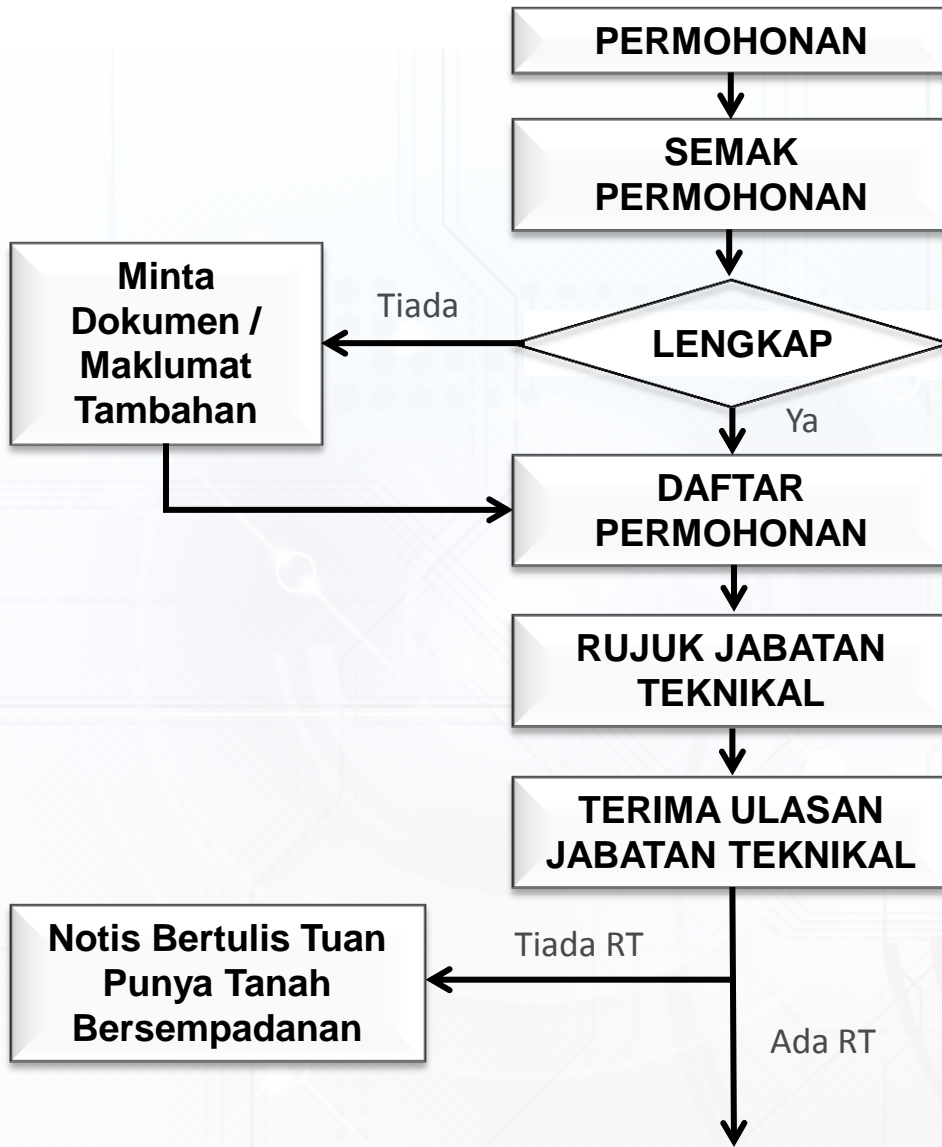 PERMOHONAN
SEMAK
PERMOHONAN
Minta
Dokumen /
Maklumat
Tambahan
Tiada
LENGKAP
Ya
DAFTAR
PERMOHONAN
RUJUK JABATAN
TEKNIKAL
TERIMA ULASAN
JABATAN TEKNIKAL
Notis Bertulis Tuan
Punya Tanah
Bersempadanan
Tiada RT
Ada RT